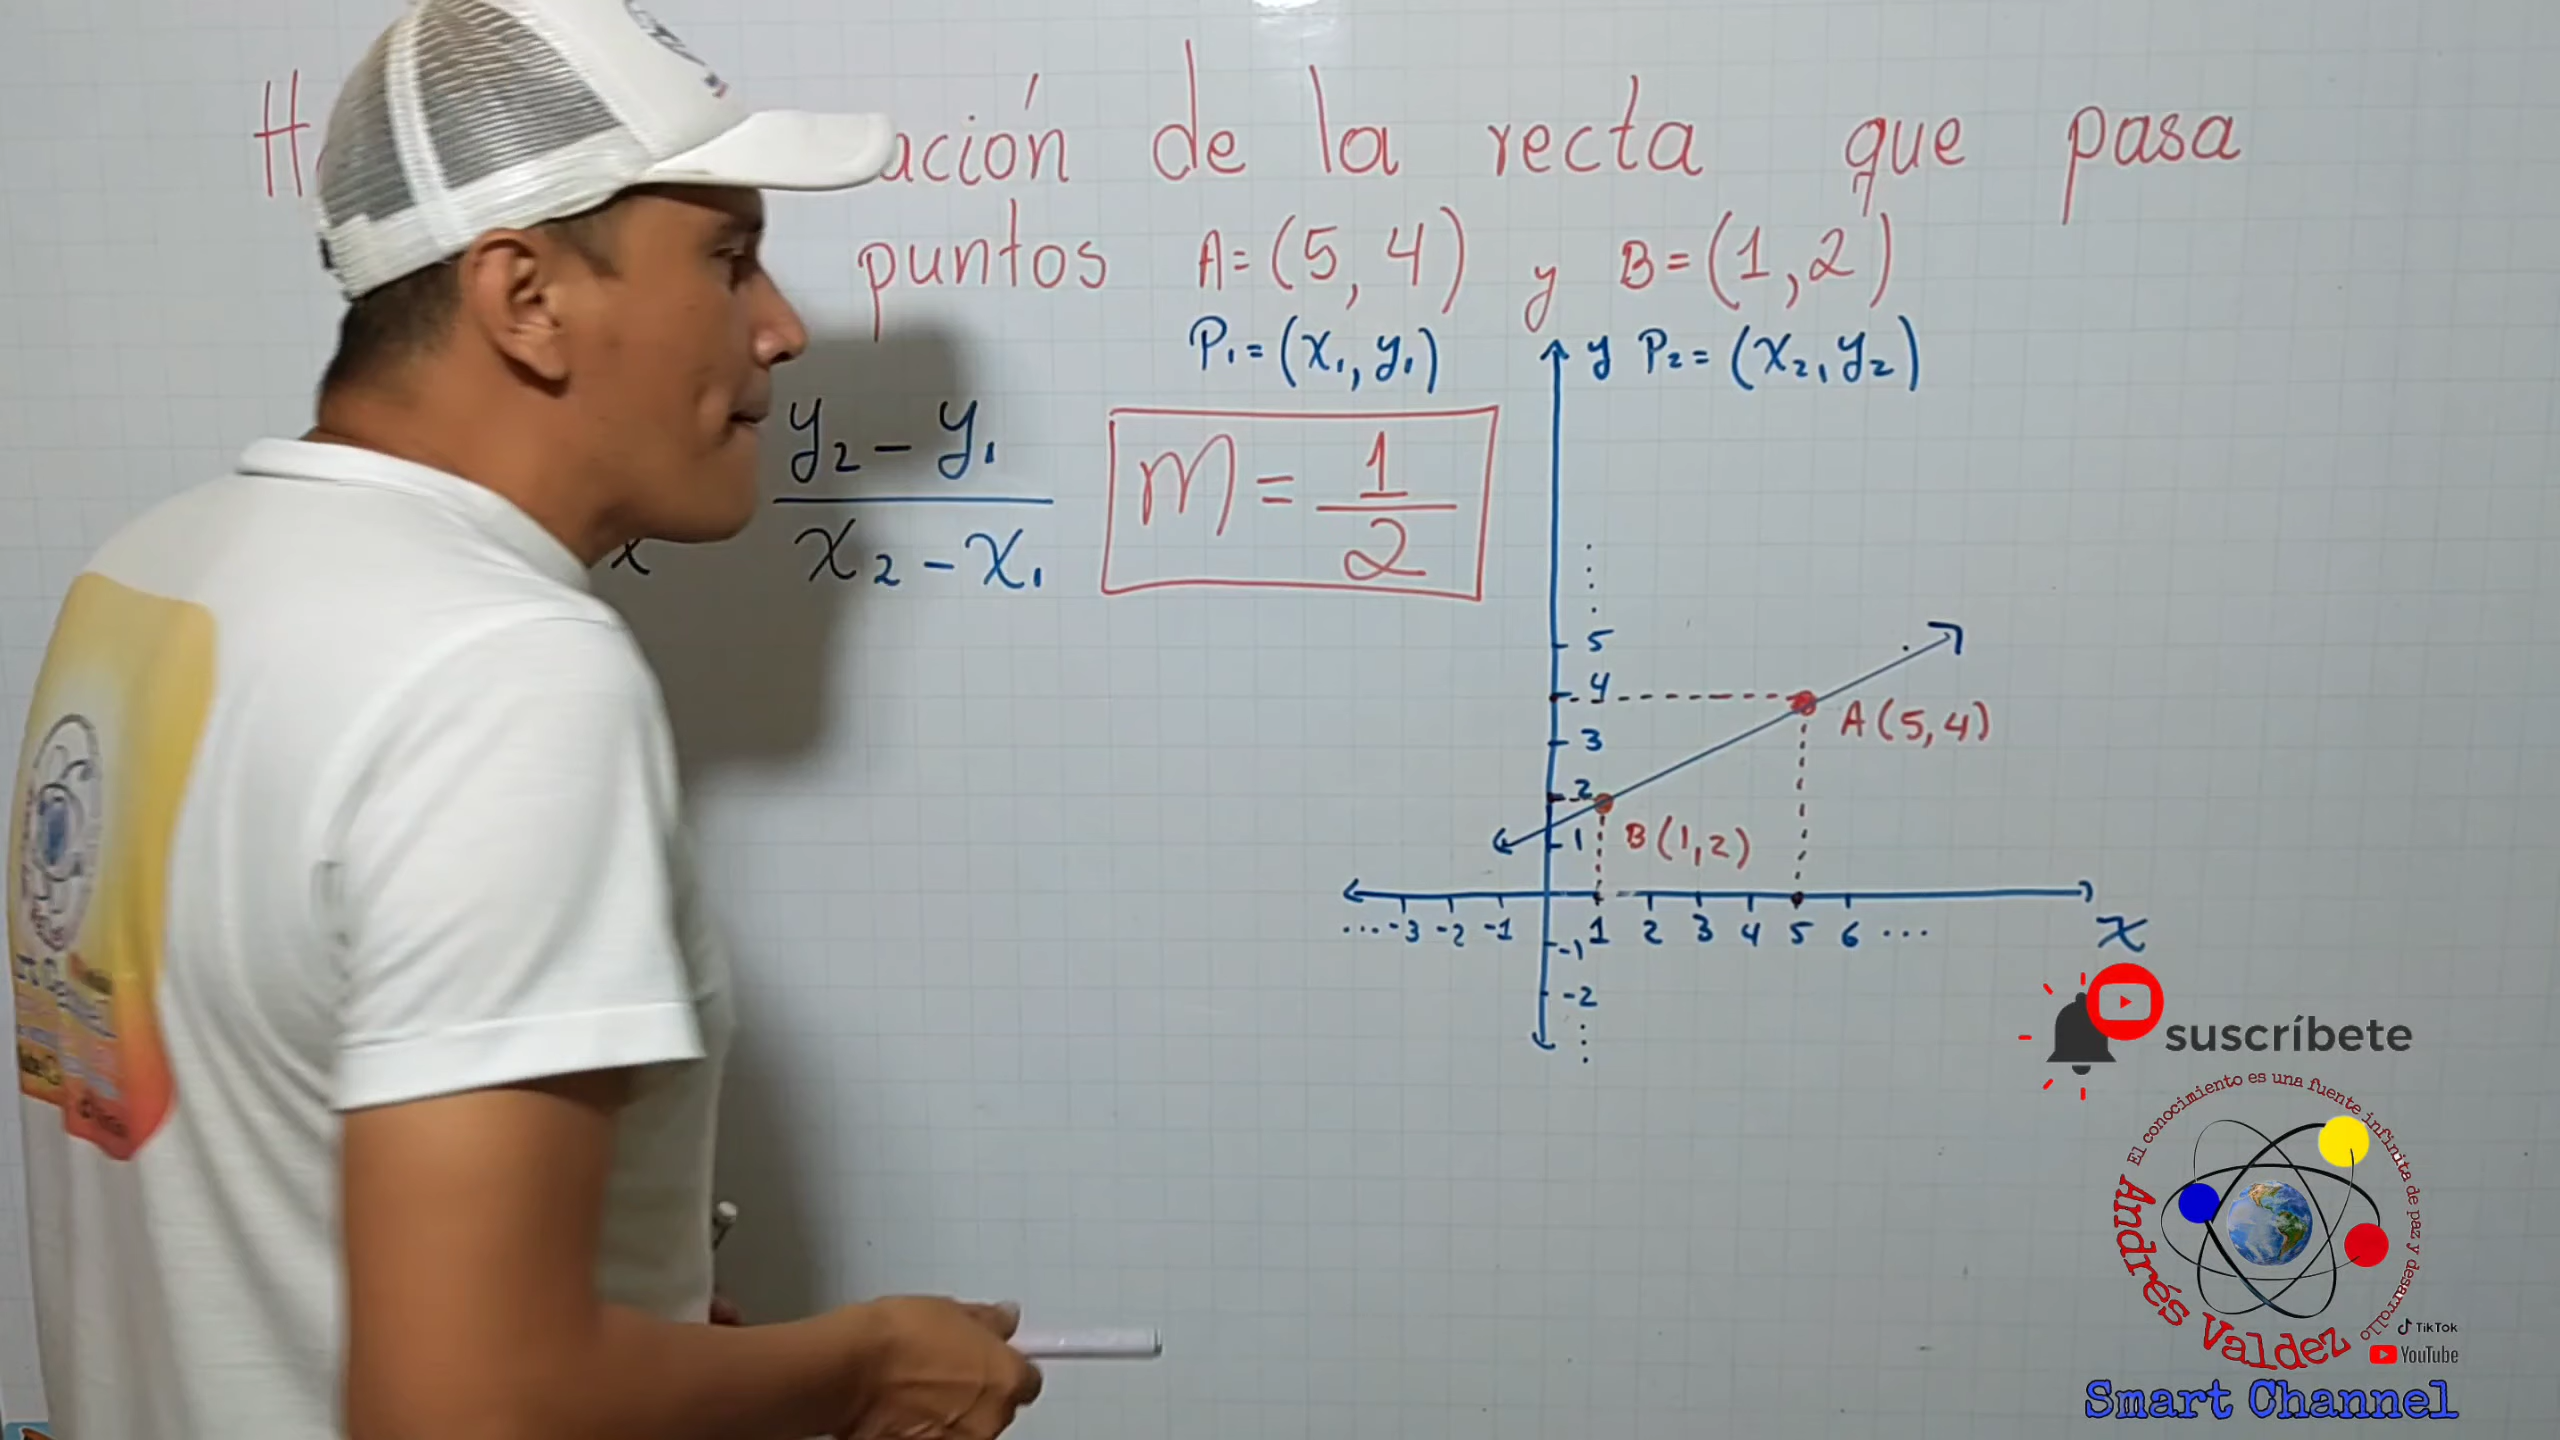 ación de la recta que pasa
puntos A=(5,4) y B=(1,2)
P₁=(x₁,y₁) y P₂=(x₂,y₂)
y₂-y₁
x x₂-x₁
m = 1/2
5
4
A(5,4)
3
2
1 B(1,2)
...-3 -2 -1 1 2 3 4 5 6 ...
x
-1
-2
suscríbete
El conocimiento es una fuente infinita de paz y desarrollo
Andrés Valdez
TikTok
YouTube
Smart Channel